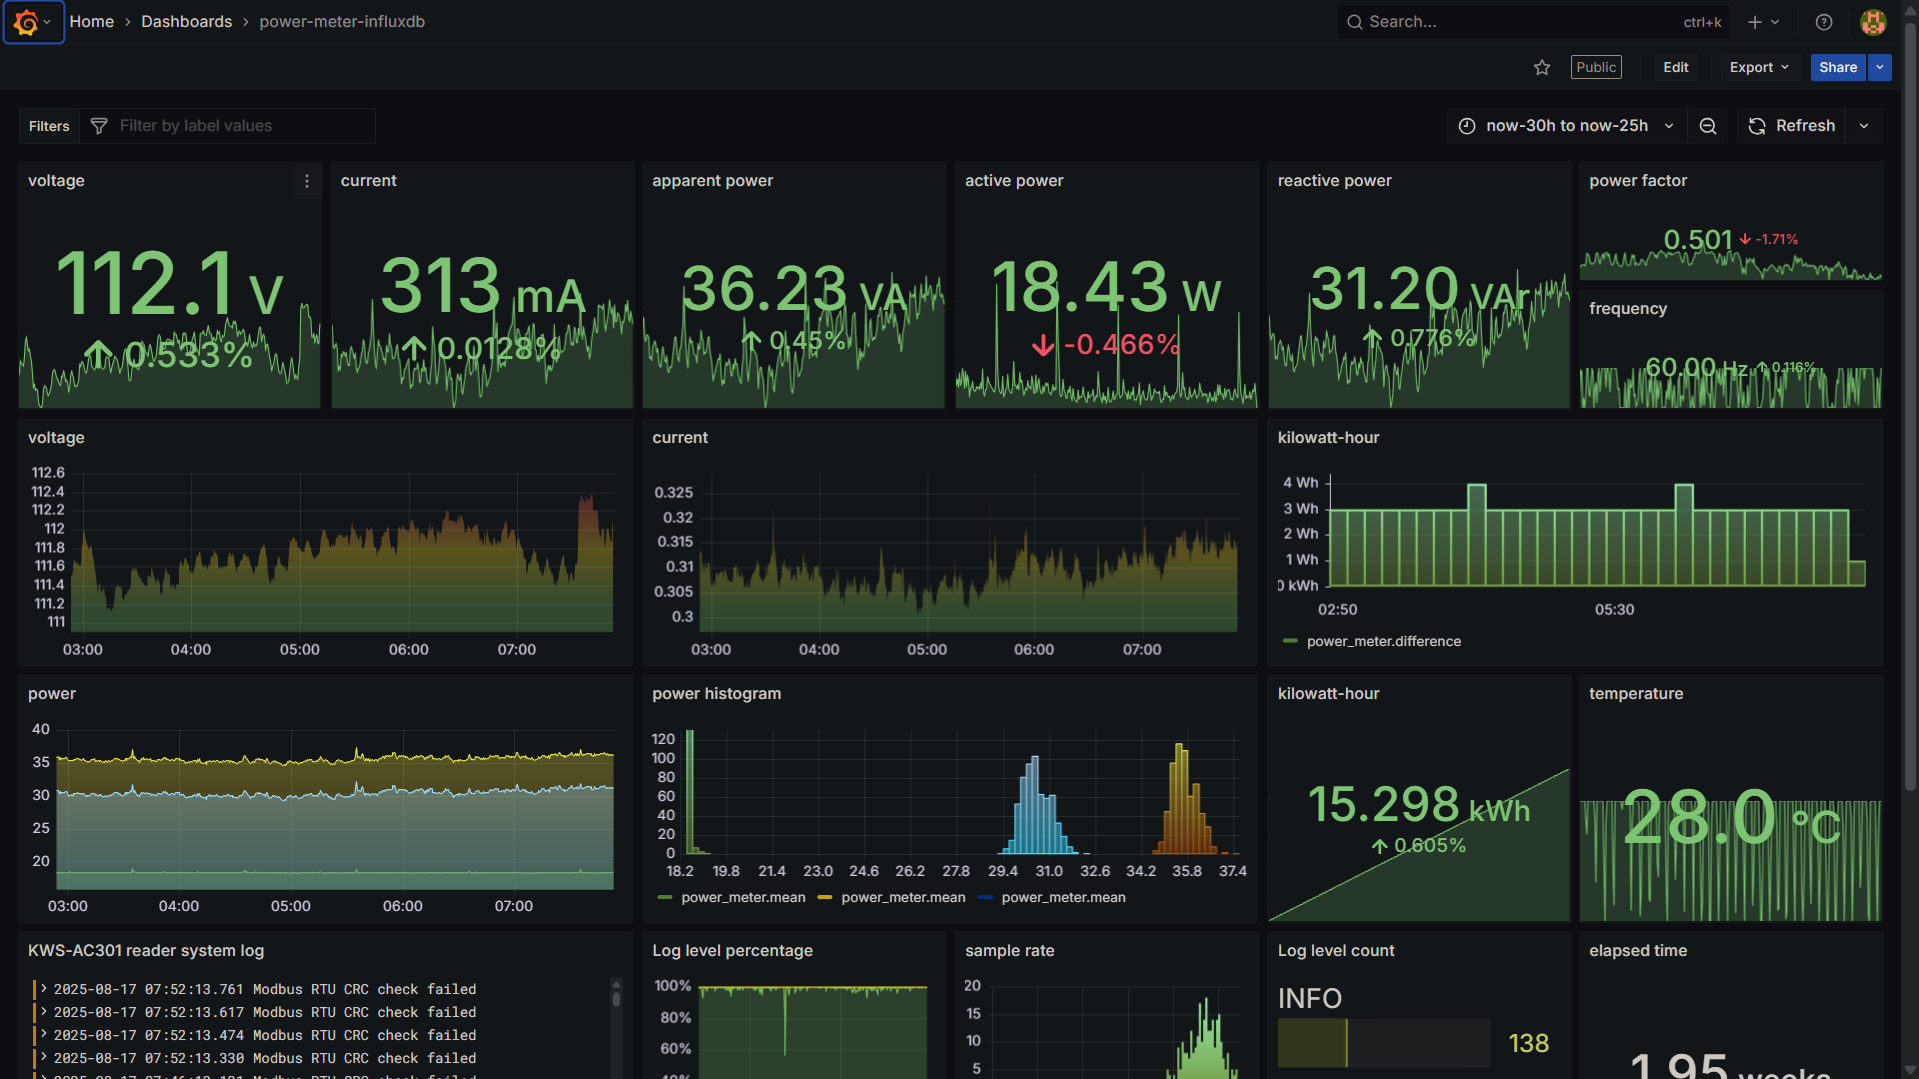 Home › Dashboards › power-meter-influxdb
Search... ctrl+k
Public Edit Export Share
Filters Filter by label values now-30h to now-25h Refresh
voltage
112.1 V
0.533%
current
313 mA
0.0128%
apparent power
36.23 VA
0.45%
active power
18.43 W
-0.466%
reactive power
31.20 VAr
0.776%
power factor
0.501 -1.71%
frequency
60.00 Hz 0.116%
voltage
112.6
112.4
112.2
112
111.8
111.6
111.4
111.2
111
03:00 04:00 05:00 06:00 07:00
current
0.325
0.32
0.315
0.31
0.305
0.3
03:00 04:00 05:00 06:00 07:00
kilowatt-hour
4 Wh
3 Wh
2 Wh
1 Wh
0 kWh
02:50 05:30
power_meter.difference
power
40
35
30
25
20
03:00 04:00 05:00 06:00 07:00
power histogram
120
100
80
60
40
20
0
18.2 19.8 21.4 23.0 24.6 26.2 27.8 29.4 31.0 32.6 34.2 35.8 37.4
power_meter.mean power_meter.mean power_meter.mean
kilowatt-hour
15.298 kWh
0.605%
temperature
28.0 °C
KWS-AC301 reader system log
2025-08-17 07:52:13.761 Modbus RTU CRC check failed
2025-08-17 07:52:13.617 Modbus RTU CRC check failed
2025-08-17 07:52:13.474 Modbus RTU CRC check failed
2025-08-17 07:52:13.330 Modbus RTU CRC check failed
Log level percentage
100%
80%
60%
sample rate
20
15
10
5
Log level count
INFO
138
elapsed time
1.95 weeks